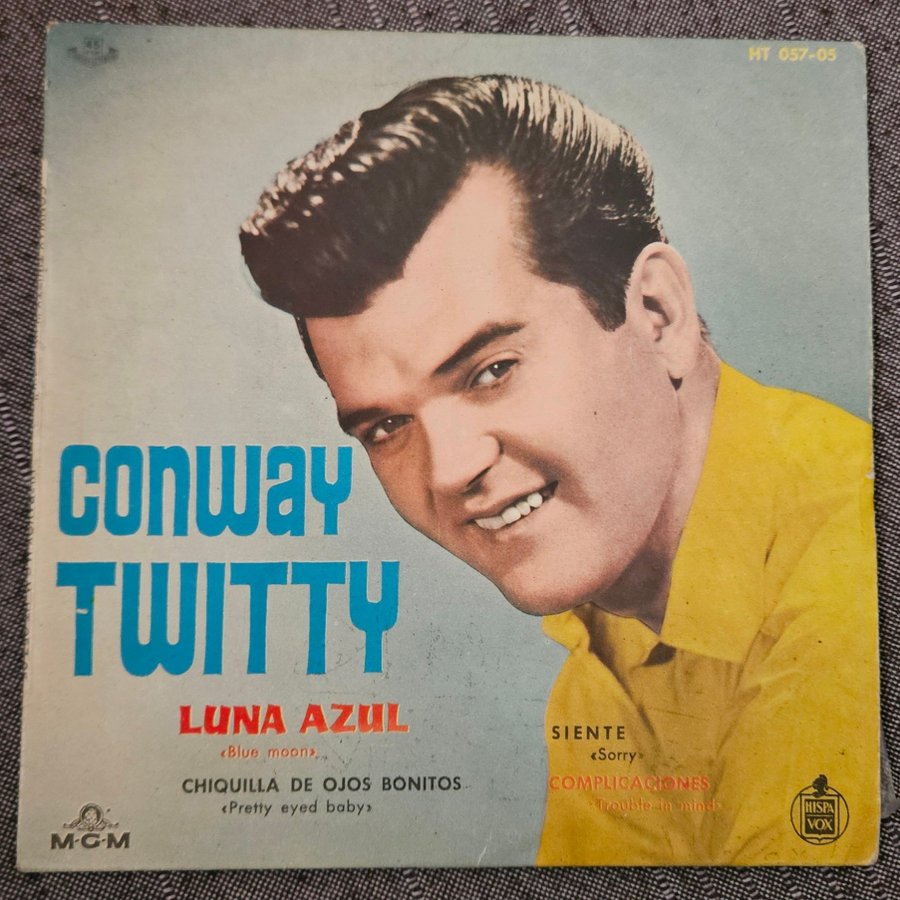 45
HT 057-05
CONWAY
TWITTY
LUNA AZUL
«Blue moon»
CHIQUILLA DE OJOS BONITOS
«Pretty eyed baby»
SIENTE
«Sorry»
COMPLICACIONES
«Trouble in mind»
M-G-M
HISPA
VOX